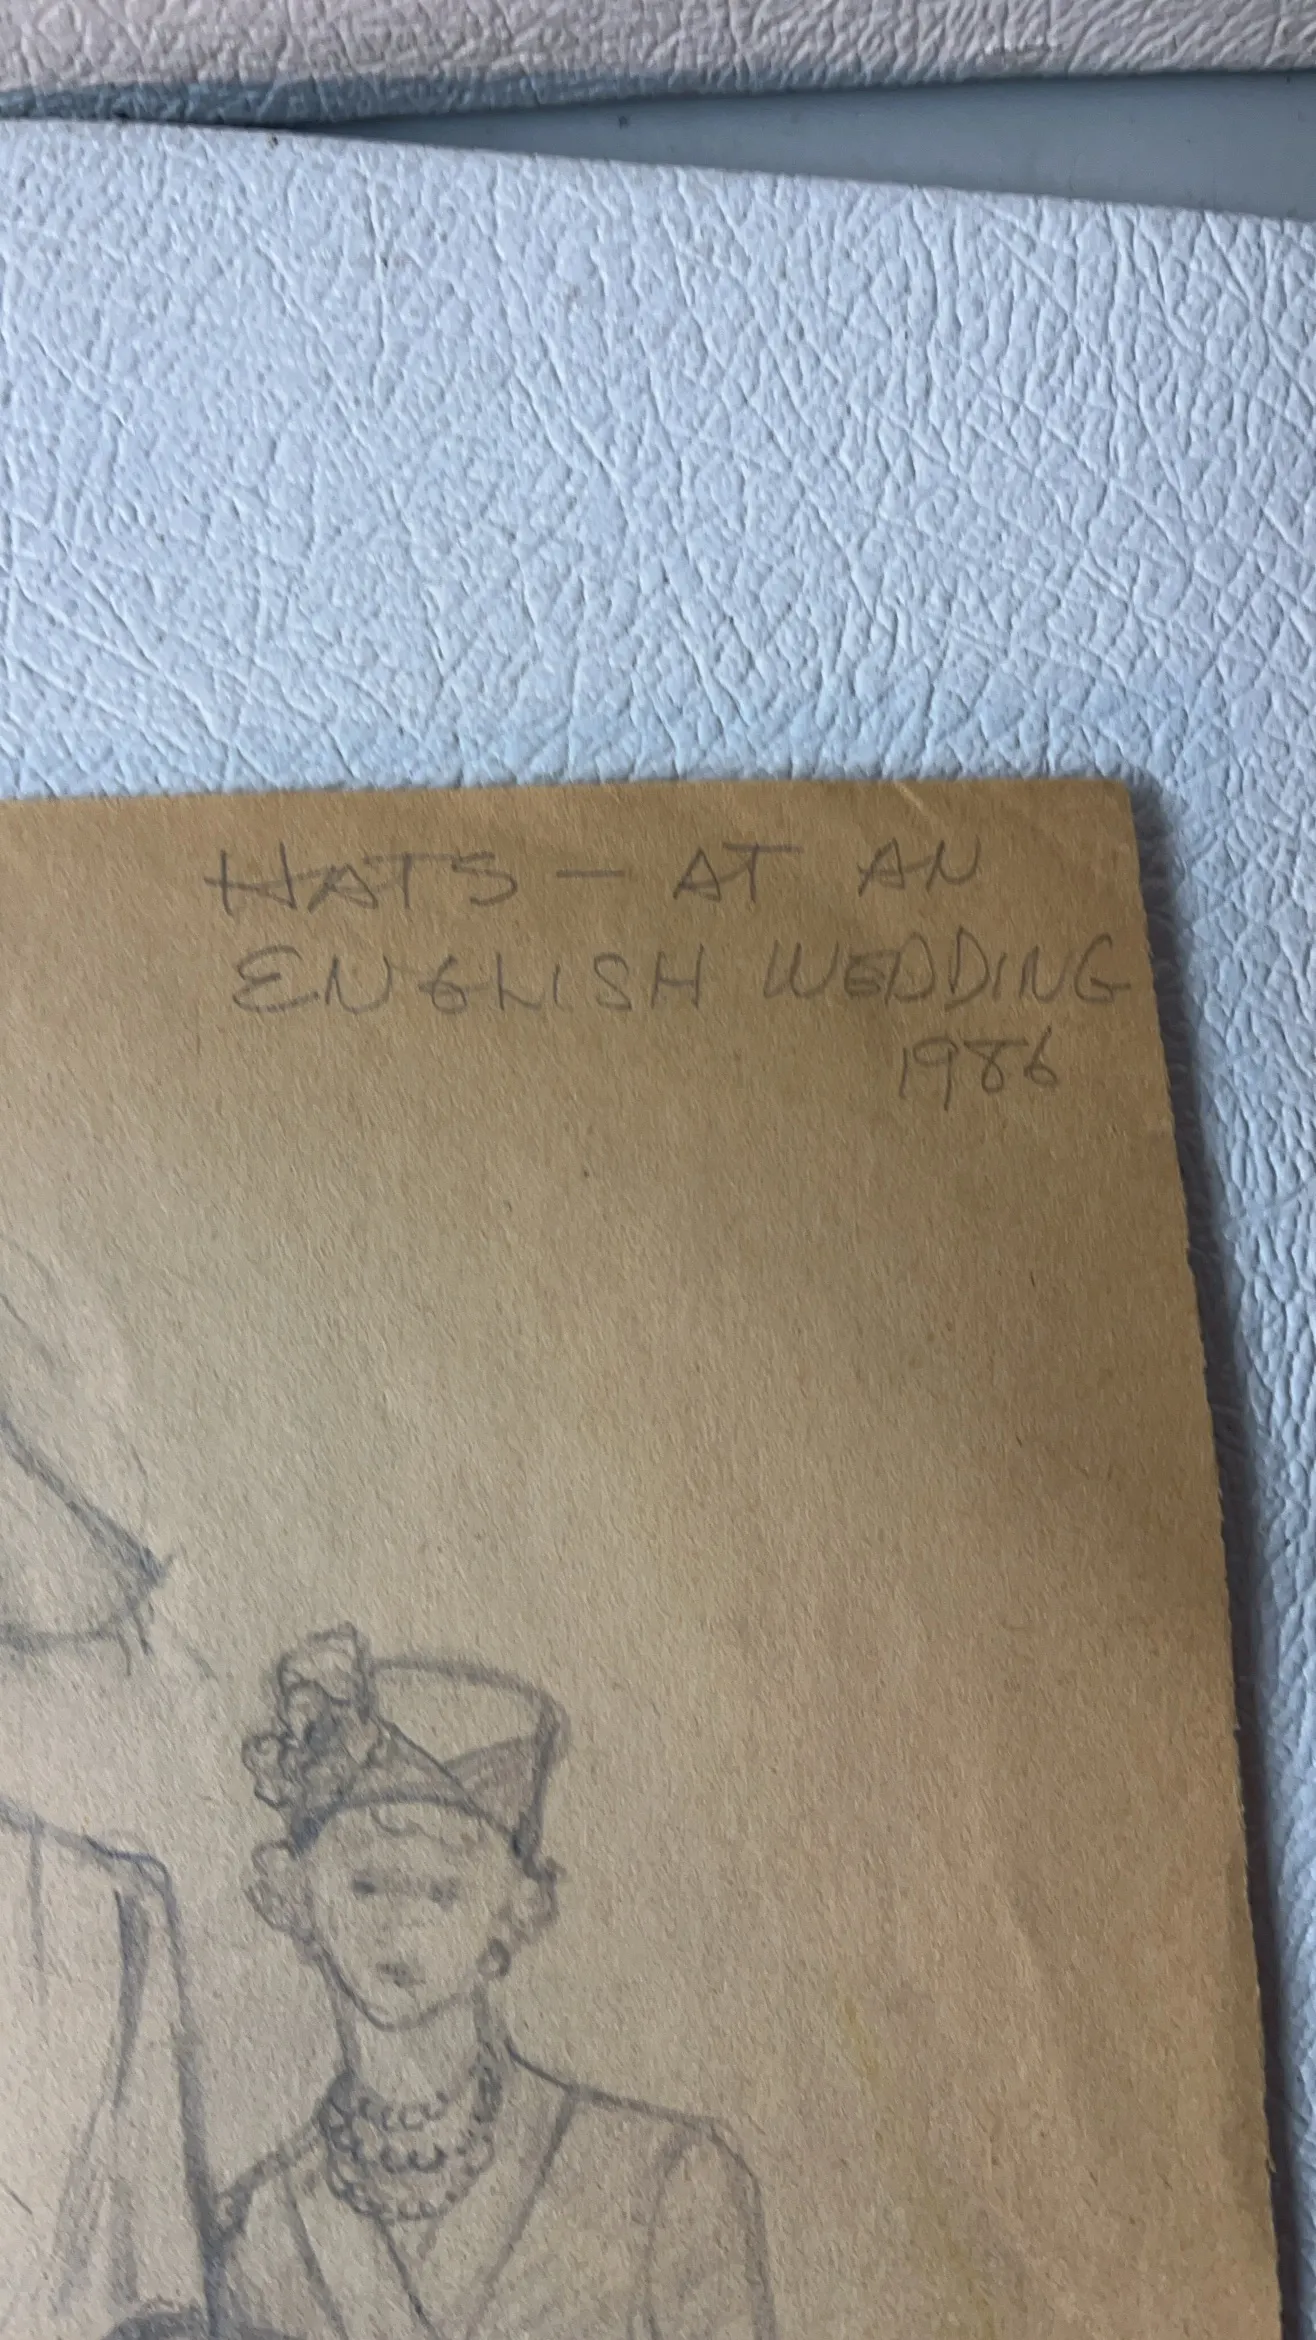 HATS — AT AN
ENGLISH WEDDING
1986